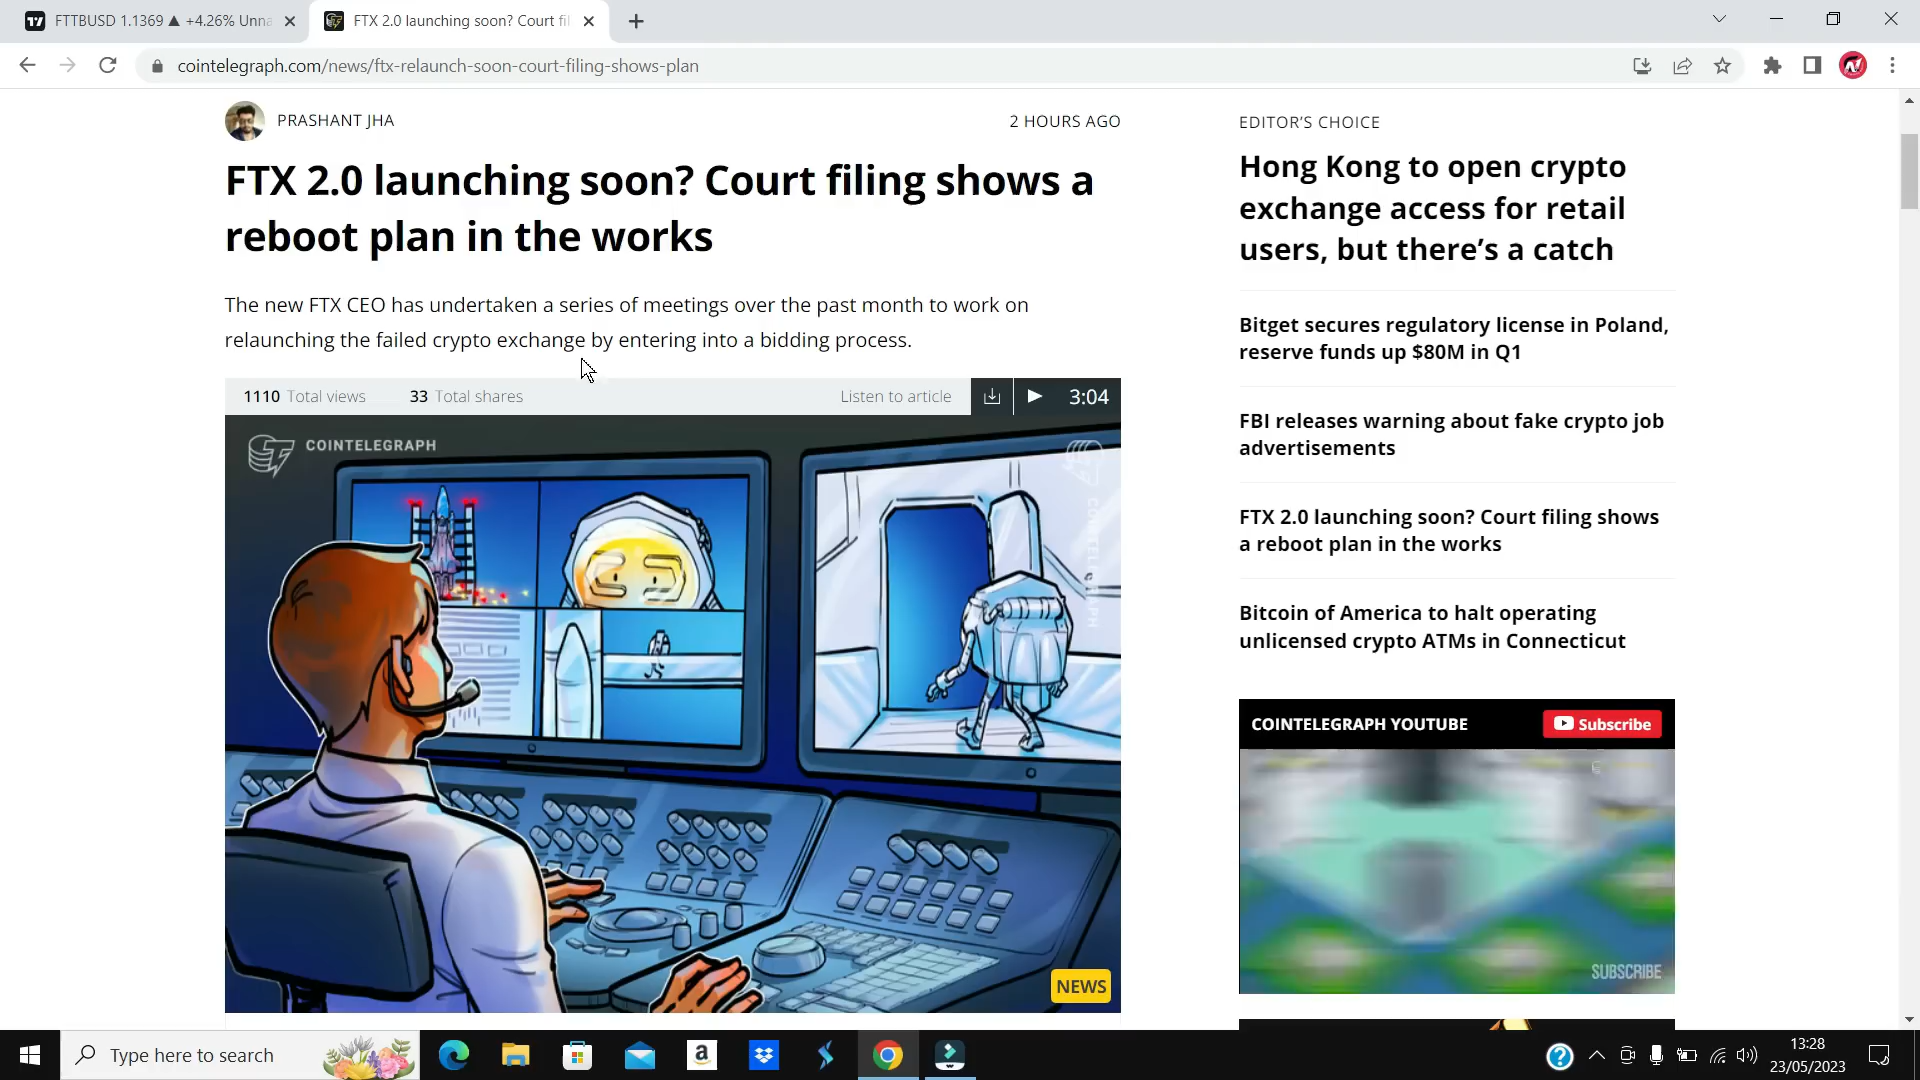 FTTBUSD 1.1369 ▲ +4.26% Unna
FTX 2.0 launching soon? Court fil
cointelegraph.com/news/ftx-relaunch-soon-court-filing-shows-plan
PRASHANT JHA
2 HOURS AGO
FTX 2.0 launching soon? Court filing shows a
reboot plan in the works
The new FTX CEO has undertaken a series of meetings over the past month to work on
relaunching the failed crypto exchange by entering into a bidding process.
1110 Total views 33 Total shares
Listen to article 3:04
COINTELEGRAPH
COINTELEGRAPH
NEWS
EDITOR'S CHOICE
Hong Kong to open crypto
exchange access for retail
users, but there's a catch
Bitget secures regulatory license in Poland,
reserve funds up $80M in Q1
FBI releases warning about fake crypto job
advertisements
FTX 2.0 launching soon? Court filing shows
a reboot plan in the works
Bitcoin of America to halt operating
unlicensed crypto ATMs in Connecticut
COINTELEGRAPH YOUTUBE
Subscribe
SUBSCRIBE
Type here to search
13:28
23/05/2023